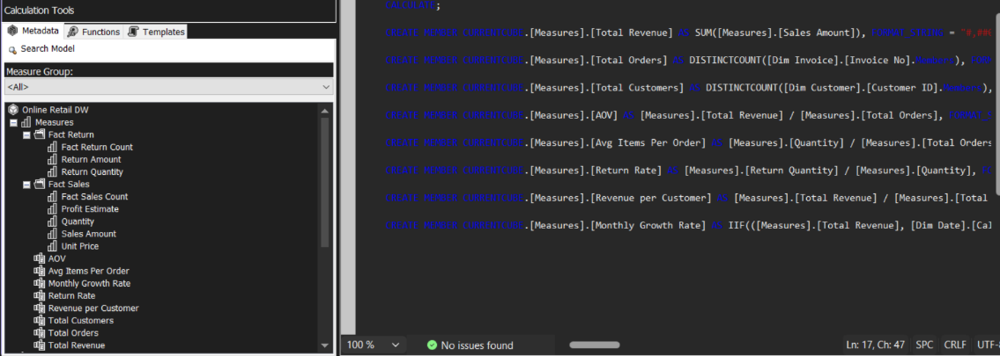 Calculation Tools
Metadata
Functions
Templates
Search Model
Measure Group:
<All>
Online Retail DW
Measures
Fact Return
Fact Return Count
Return Amount
Return Quantity
Fact Sales
Fact Sales Count
Profit Estimate
Quantity
Sales Amount
Unit Price
AOV
Avg Items Per Order
Monthly Growth Rate
Return Rate
Revenue per Customer
Total Customers
Total Orders
Total Revenue
CALCULATE;
CREATE MEMBER CURRENTCUBE.[Measures].[Total Revenue] AS SUM([Measures].[Sales Amount]), FORMAT_STRING = "#,###
CREATE MEMBER CURRENTCUBE.[Measures].[Total Orders] AS DISTINCTCOUNT([Dim Invoice].[Invoice No].Members), FORM
CREATE MEMBER CURRENTCUBE.[Measures].[Total Customers] AS DISTINCTCOUNT([Dim Customer].[Customer ID].Members),
CREATE MEMBER CURRENTCUBE.[Measures].[AOV] AS [Measures].[Total Revenue] / [Measures].[Total Orders], FORMAT_S
CREATE MEMBER CURRENTCUBE.[Measures].[Avg Items Per Order] AS [Measures].[Quantity] / [Measures].[Total Orders
CREATE MEMBER CURRENTCUBE.[Measures].[Return Rate] AS [Measures].[Return Quantity] / [Measures].[Quantity], FO
CREATE MEMBER CURRENTCUBE.[Measures].[Revenue per Customer] AS [Measures].[Total Revenue] / [Measures].[Total
CREATE MEMBER CURRENTCUBE.[Measures].[Monthly Growth Rate] AS IIF(([Measures].[Total Revenue], [Dim Date].[Cal
100 %
No issues found
Ln: 17, Ch: 47
SPC
CRLF
UTF-8